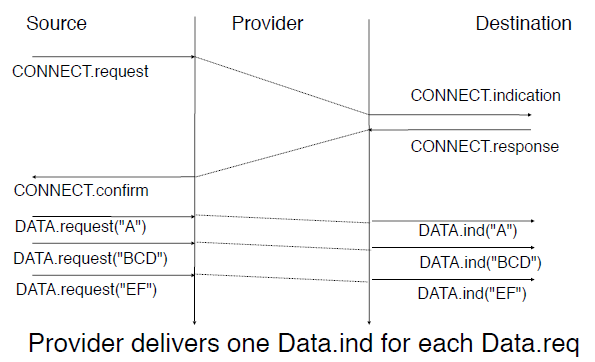 Source Provider Destination
CONNECT.request
CONNECT.indication
CONNECT.response
CONNECT.confirm
DATA.request("A")
DATA.ind("A")
DATA.request("BCD")
DATA.ind("BCD")
DATA.request("EF")
DATA.ind("EF")
Provider delivers one Data.ind for each Data.req